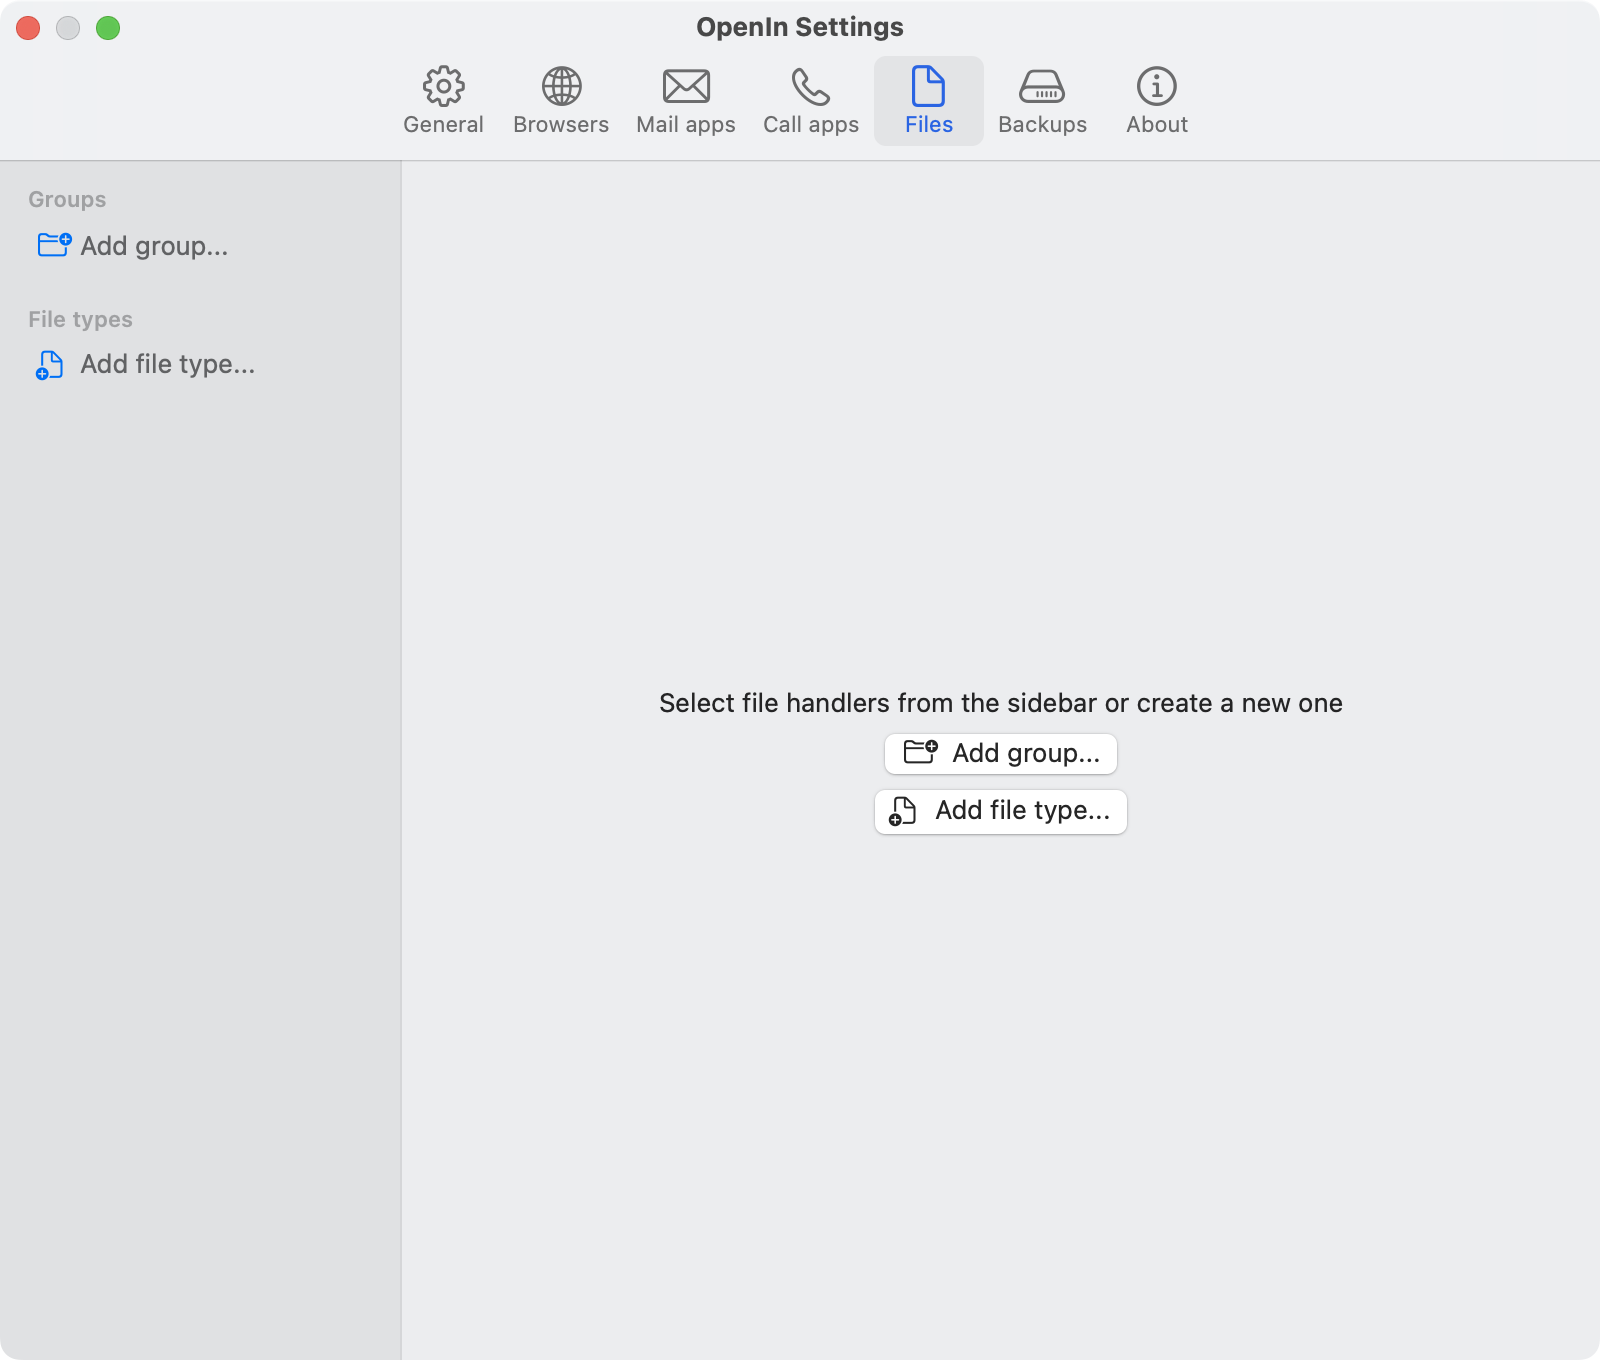 OpenIn Settings
General
Browsers
Mail apps
Call apps
Files
Backups
About
Groups
Add group...
File types
Add file type...
Select file handlers from the sidebar or create a new one
Add group...
Add file type...